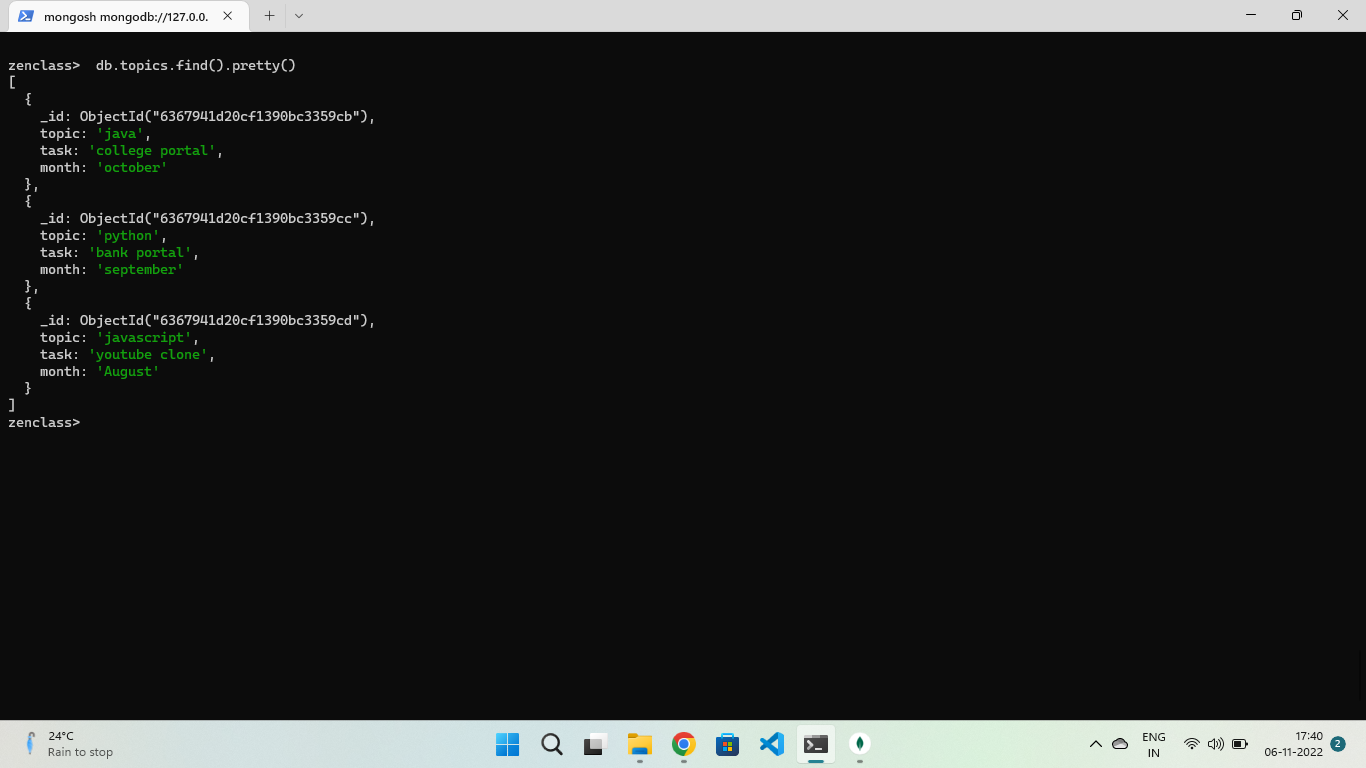 mongosh mongodb://127.0.0.
zenclass>  db.topics.find().pretty()
[
  {
    _id: ObjectId("6367941d20cf1390bc3359cb"),
    topic: 'java',
    task: 'college portal',
    month: 'october'
  },
  {
    _id: ObjectId("6367941d20cf1390bc3359cc"),
    topic: 'python',
    task: 'bank portal',
    month: 'september'
  },
  {
    _id: ObjectId("6367941d20cf1390bc3359cd"),
    topic: 'javascript',
    task: 'youtube clone',
    month: 'August'
  }
]
zenclass>
24°C
Rain to stop
ENG
IN
17:40
06-11-2022
2